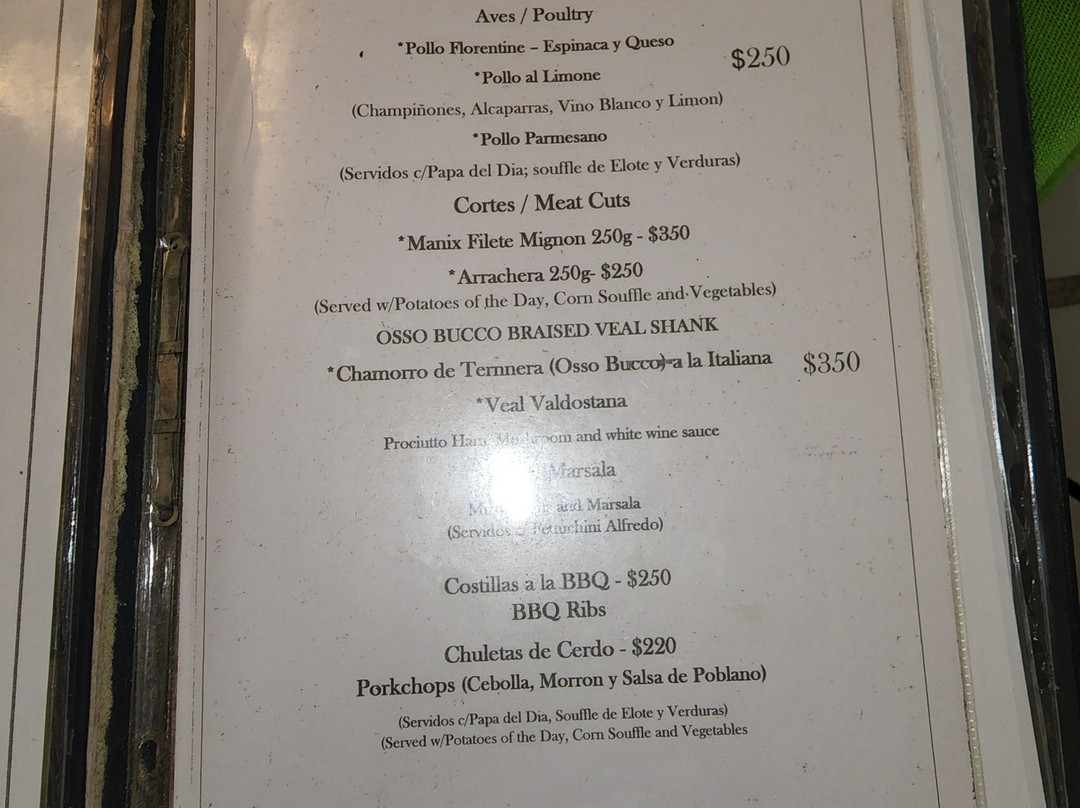 Aves / Poultry
*Pollo Florentine – Espinaca y Queso
$250
*Pollo al Limone
(Champiñones, Alcaparras, Vino Blanco y Limon)
*Pollo Parmesano
(Servidos c/Papa del Dia; souffle de Elote y Verduras)
Cortes / Meat Cuts
*Manix Filete Mignon 250g - $350
*Arrachera 250g- $250
(Served w/Potatoes of the Day, Corn Souffle and Vegetables)
OSSO BUCCO BRAISED VEAL SHANK
*Chamorro de Ternnera (Osso Bucco)-a la Italiana $350
*Veal Valdostana
Prociutto Ham, Mushroom and white wine sauce
Marsala
and Marsala
(Servidos c/ Fettuchini Alfredo)
Costillas a la BBQ - $250
BBQ Ribs
Chuletas de Cerdo - $220
Porkchops (Cebolla, Morron y Salsa de Poblano)
(Servidos c/Papa del Dia, Souffle de Elote y Verduras)
(Served w/Potatoes of the Day, Corn Souffle and Vegetables